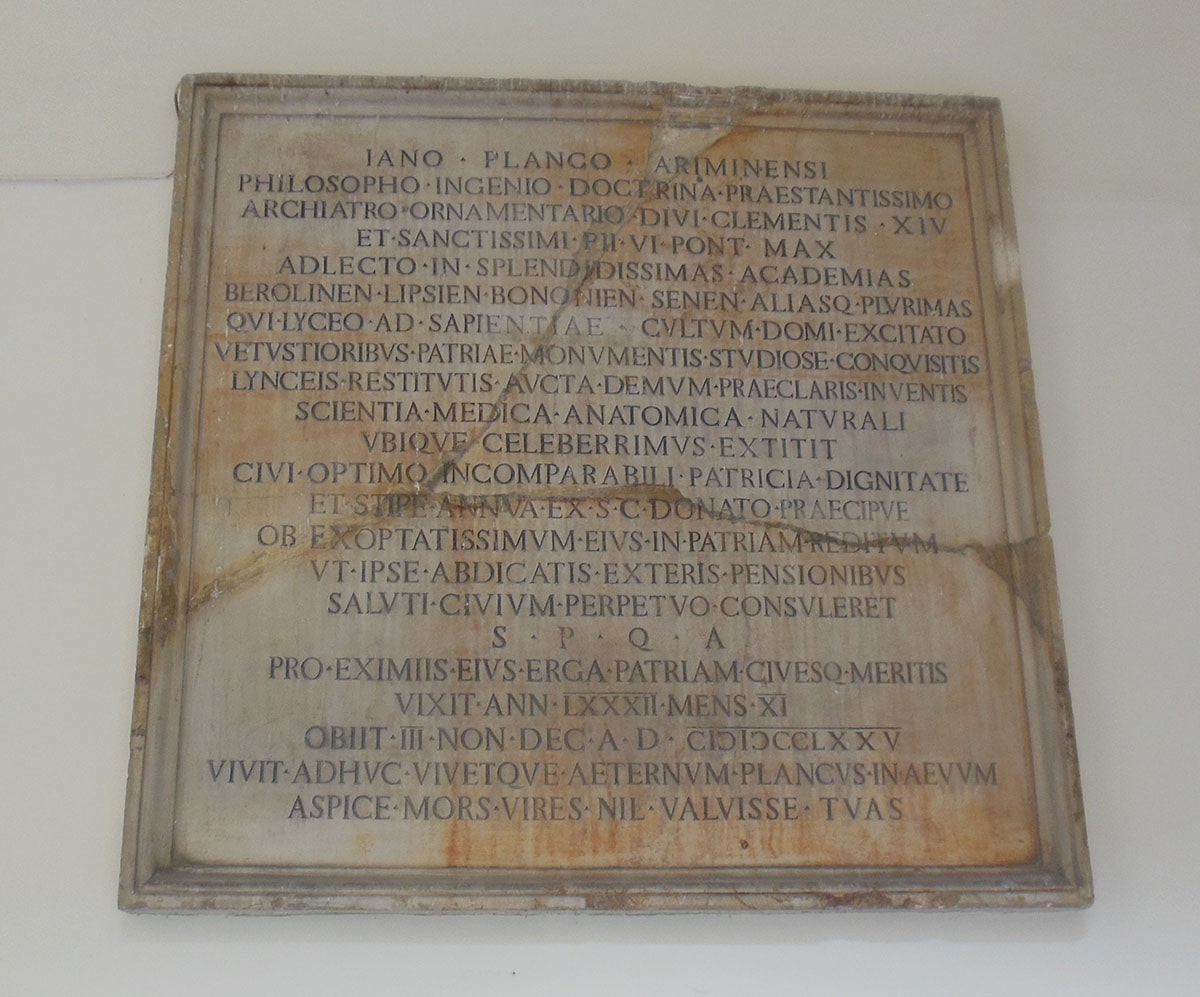 IANO · PLANCO · ARIMINENSI
PHILOSOPHO·INGENIO·DOCTRINA·PRAESTANTISSIMO
ARCHIATRO·ORNAMENTARIO·DIVI·CLEMENTIS·XIV
ET·SANCTISSIMI·PII·VI·PONT·MAX
ADLECTO·IN·SPLENDIDISSIMAS·ACADEMIAS
BEROLINEN·LIPSIEN·BONONIEN·SENEN·ALIASQ·PLVRIMAS
QVI·LYCEO·AD·SAPIENTIAE·CVLTVM·DOMI·EXCITATO
VETVSTIORIBVS·PATRIAE·MONVMENTIS·STVDIOSE·CONQVISITIS
LYNCEIS·RESTITVTIS·AVCTA·DEMVM·PRAECLARIS·INVENTIS
SCIENTIA·MEDICA·ANATOMICA·NATVRALI
VBIQVE CELEBERRIMVS·EXTITIT
CIVI·OPTIMO INCOMPARABILI·PATRICIA·DIGNITATE
ET·STIPE·ANNVA·EX·S·C·DONATO·PRAECIPVE
OB EXOPTATISSIMVM·EIVS·IN·PATRIAM·REDITVM
VT·IPSE·ABDICATIS·EXTERIS·PENSIONIBVS
SALVTI·CIVIVM·PERPETVO·CONSVLERET
S · P · Q · A
PRO·EXIMIIS·EIVS·ERGA·PATRIAM·CIVESQ·MERITIS
VIXIT·ANN·LXXXII·MENS·XI
OBIIT·III·NON·DEC·A·D·CIƆIƆCCLXXV
VIVIT·ADHVC·VIVETQVE·AETERNVM·PLANCVS·IN·AEVVM
ASPICE·MORS·VIRES·NIL·VALVISSE·TVAS